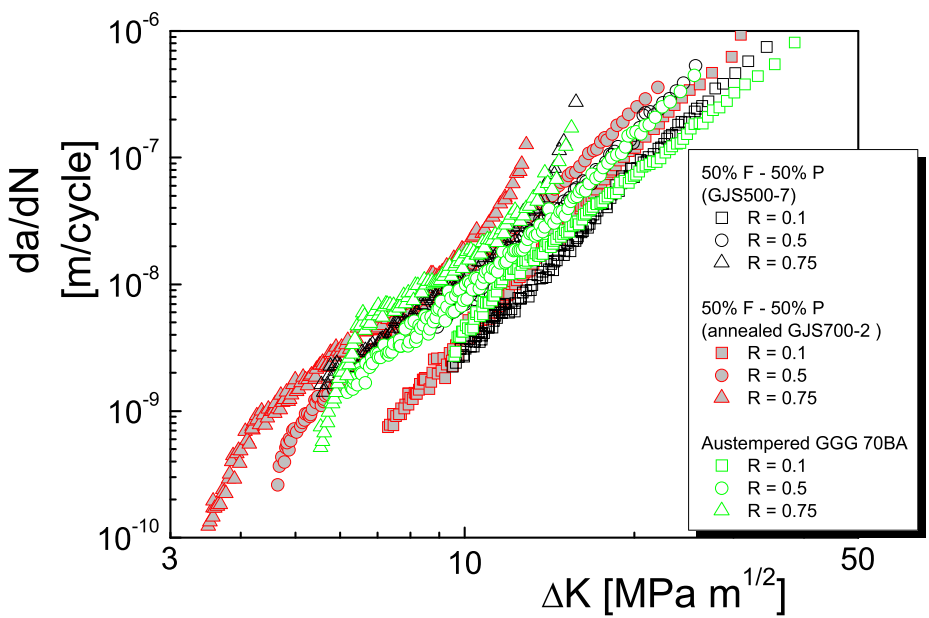 da/dN
[m/cycle]
10^-6
10^-7
10^-8
10^-9
10^-10
3
10
50
ΔK [MPa m^1/2]
50% F - 50% P
(GJS500-7)
R = 0.1
R = 0.5
R = 0.75
50% F - 50% P
(annealed GJS700-2 )
R = 0.1
R = 0.5
R = 0.75
Austempered GGG 70BA
R = 0.1
R = 0.5
R = 0.75